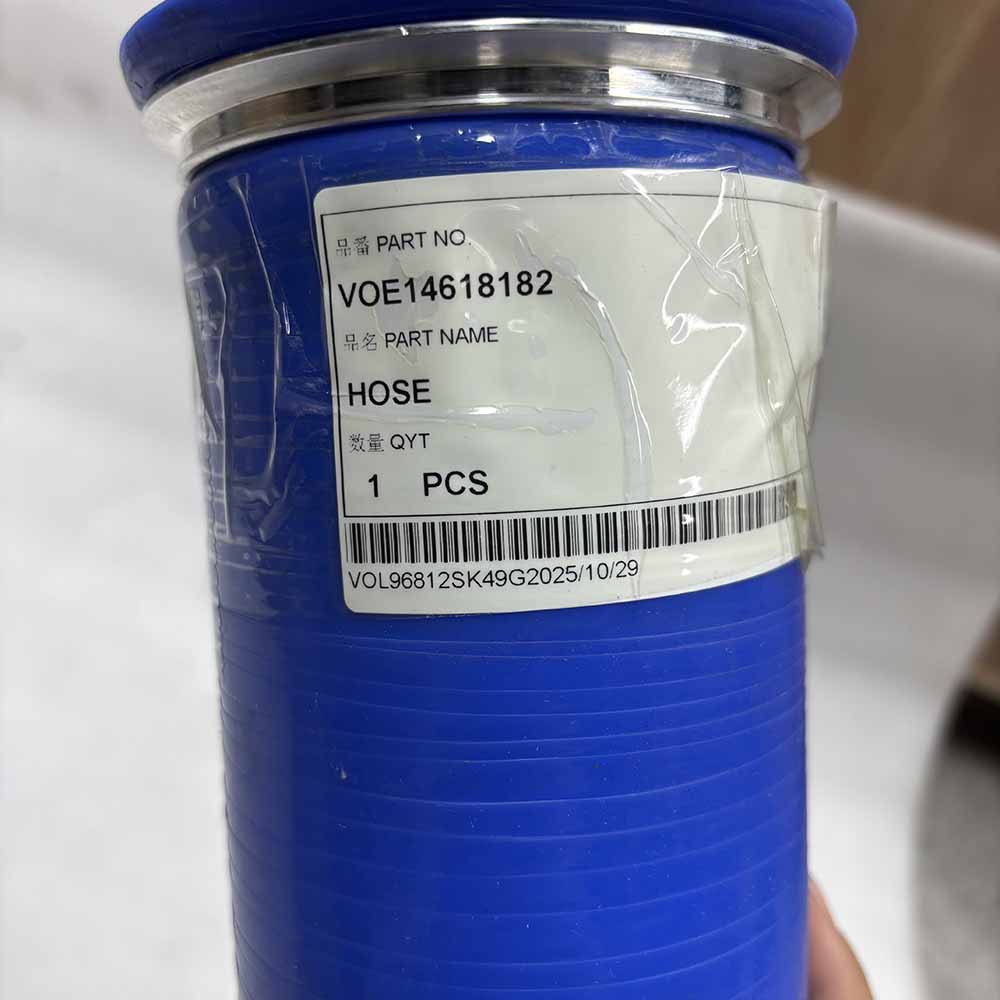 品番 PART NO.
VOE14618182
品名 PART NAME
HOSE
数量 QYT
1 PCS
VOL96812SK49G2025/10/29